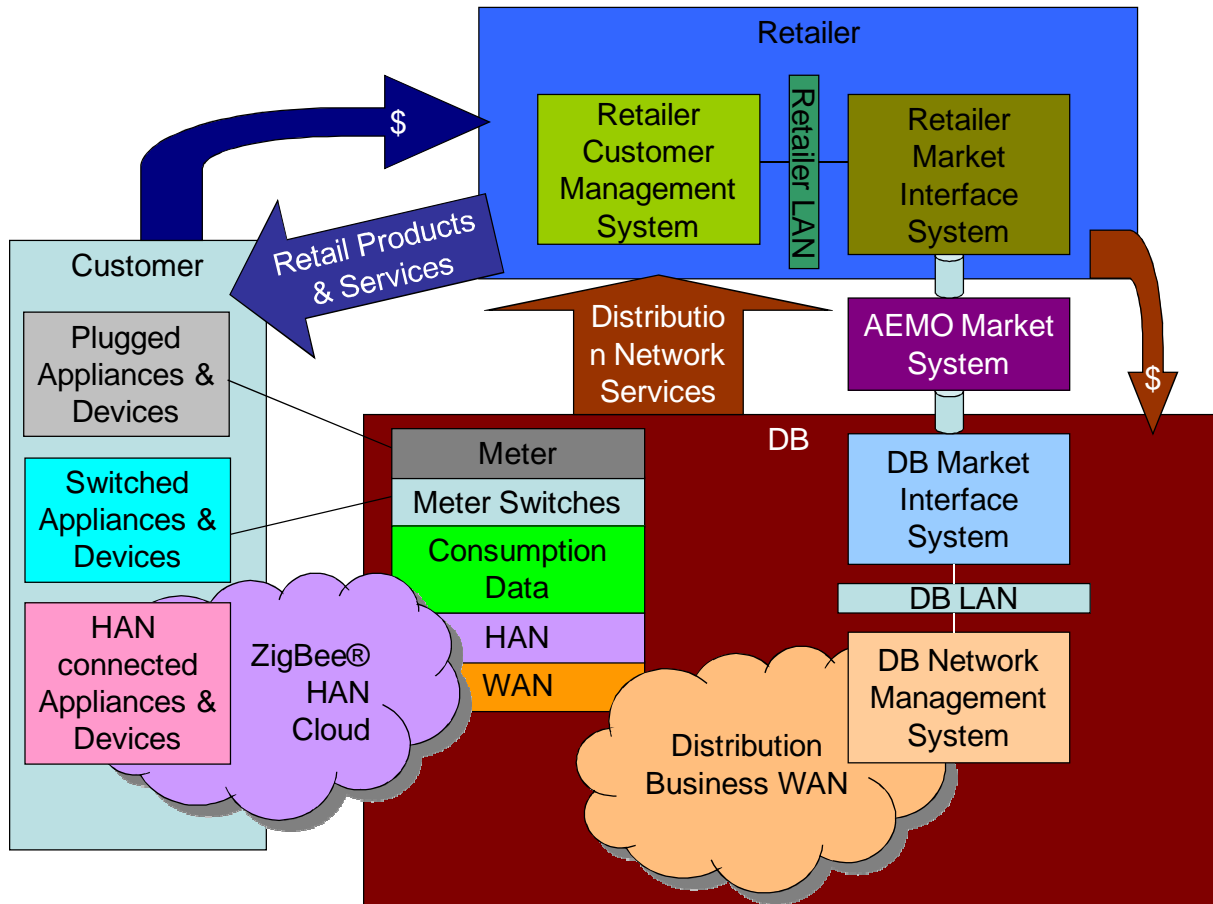 Retailer
$
Retailer
Customer
Management
System
Retailer LAN
Retailer
Market
Interface
System
Retail Products
& Services
Customer
Plugged
Appliances &
Devices
Switched
Appliances &
Devices
HAN
connected
Appliances &
Devices
Distributio
n Network
Services
AEMO Market
System
$
DB
Meter
Meter Switches
Consumption
Data
HAN
WAN
ZigBee®
HAN
Cloud
DB Market
Interface
System
DB LAN
DB Network
Management
System
Distribution
Business WAN